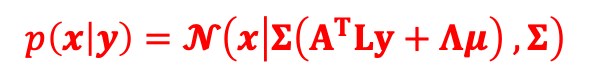 p(x|y) = 𝒩(x|Σ(AᵀLy + Λμ), Σ)